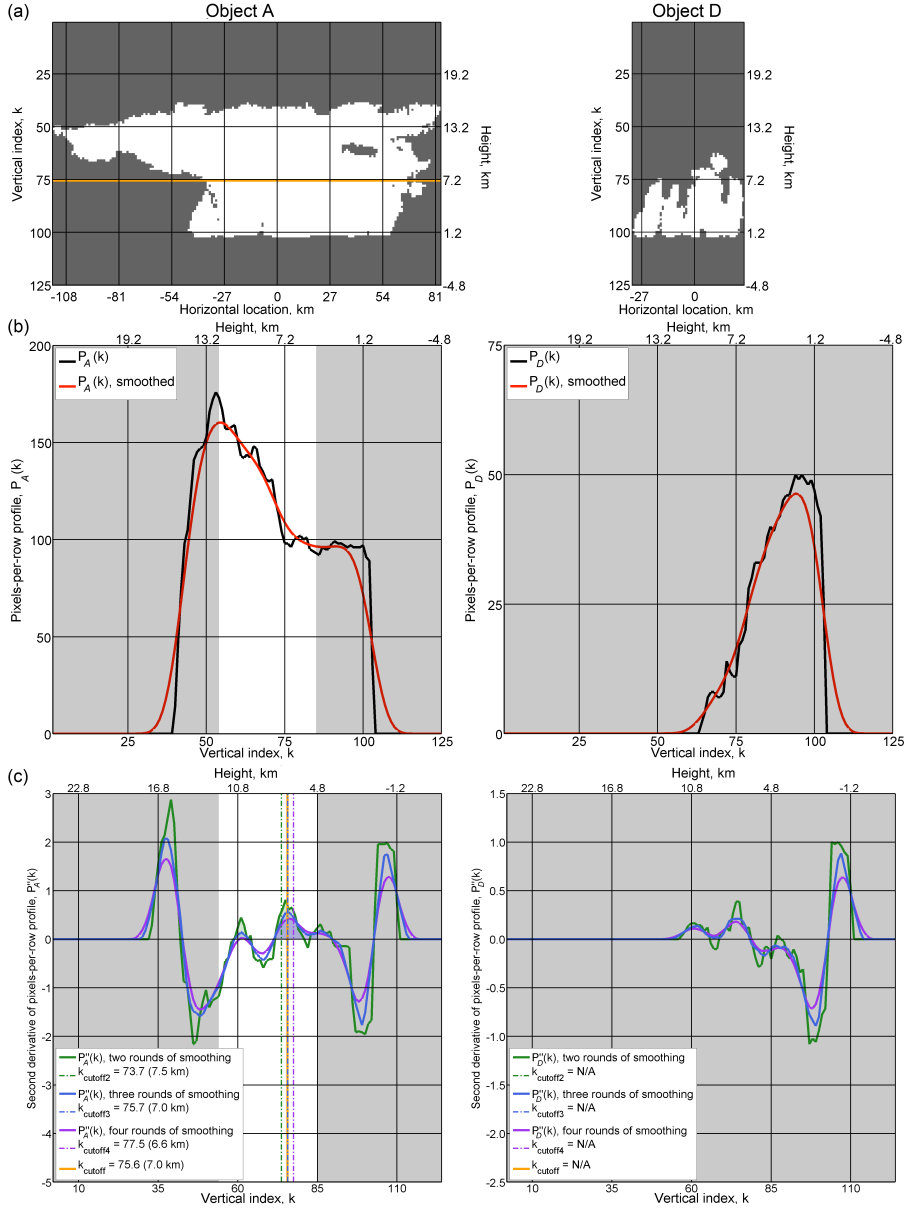 (a)
Object A
Object D
25
50
75
100
125
Vertical index, k
19.2
13.2
7.2
1.2
-4.8
Height, km
-108 -81 -54 -27 0 27 54 81
Horizontal location, km
25
50
75
100
125
Vertical index, k
19.2
13.2
7.2
1.2
-4.8
Height, km
-27 0
Horizontal location, km
(b)
Height, km
19.2 13.2 7.2 1.2 -4.8
200
150
100
50
0
Pixels-per-row profile, P_A(k)
P_A(k)
P_A(k), smoothed
25 50 75 100 125
Vertical index, k
Height, km
19.2 13.2 7.2 1.2 -4.8
75
50
25
0
Pixels-per-row profile, P_D(k)
P_D(k)
P_D(k), smoothed
25 50 75 100 125
Vertical index, k
(c)
Height, km
22.8 16.8 10.8 4.8 -1.2
3
2
1
0
-1
-2
-3
-4
-5
Second derivative of pixels-per-row profile, P''_A(k)
P''_A(k), two rounds of smoothing
k_cutoff2 = 73.7 (7.5 km)
P''_A(k), three rounds of smoothing
k_cutoff3 = 75.7 (7.0 km)
P''_A(k), four rounds of smoothing
k_cutoff4 = 77.5 (6.6 km)
k_cutoff = 75.6 (7.0 km)
10 35 60 85 110
Vertical index, k
Height, km
22.8 16.8 10.8 4.8 -1.2
1.5
1.0
0.5
0.0
-0.5
-1.0
-1.5
-2.0
-2.5
Second derivative of pixels-per-row profile, P''_D(k)
P''_D(k), two rounds of smoothing
k_cutoff2 = N/A
P''_D(k), three rounds of smoothing
k_cutoff3 = N/A
P''_D(k), four rounds of smoothing
k_cutoff4 = N/A
k_cutoff = N/A
10 35 60 85 110
Vertical index, k